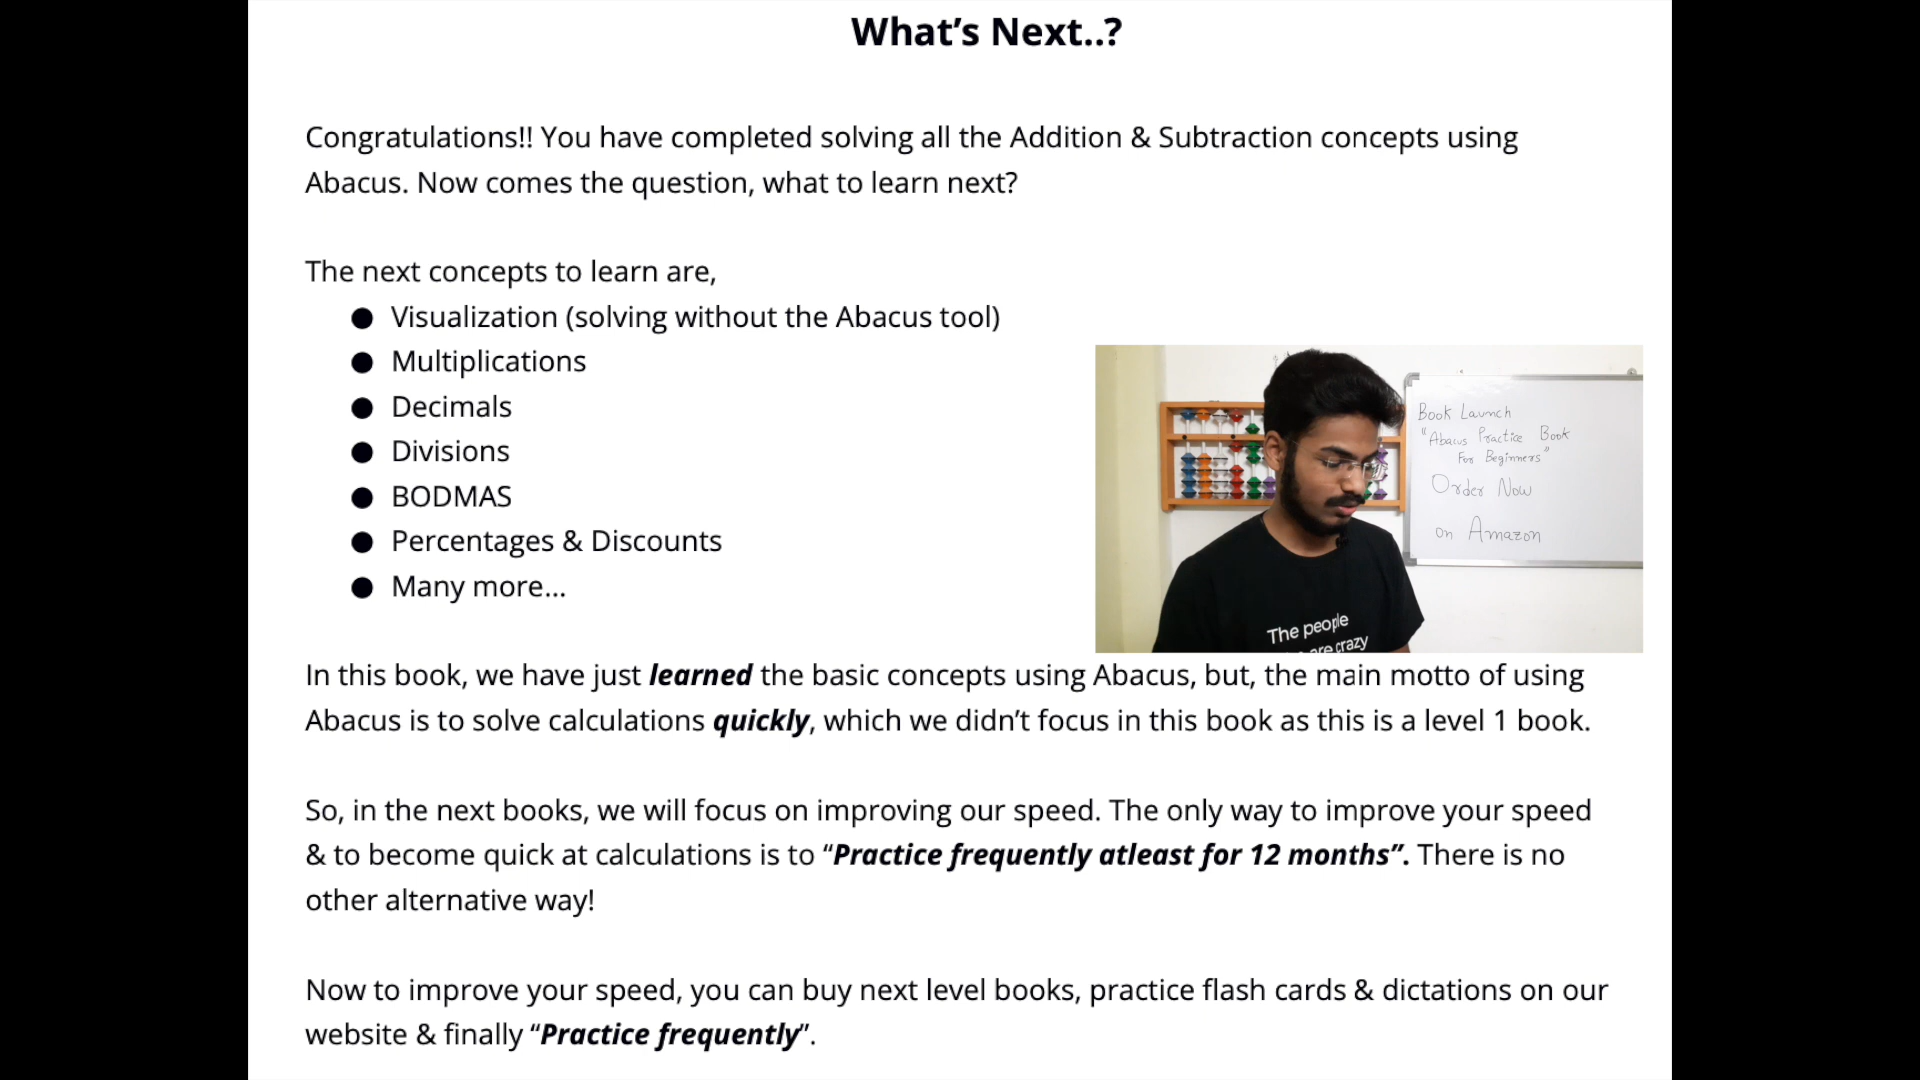 What’s Next..?
Congratulations!! You have completed solving all the Addition & Subtraction concepts using
Abacus. Now comes the question, what to learn next?
The next concepts to learn are,
● Visualization (solving without the Abacus tool)
● Multiplications
● Decimals
● Divisions
● BODMAS
● Percentages & Discounts
● Many more...
Book Launch
"Abacus Practice Book
For Beginners"
Order Now
on Amazon
The people
are crazy
In this book, we have just learned the basic concepts using Abacus, but, the main motto of using
Abacus is to solve calculations quickly, which we didn’t focus in this book as this is a level 1 book.
So, in the next books, we will focus on improving our speed. The only way to improve your speed
& to become quick at calculations is to “Practice frequently atleast for 12 months”. There is no
other alternative way!
Now to improve your speed, you can buy next level books, practice flash cards & dictations on our
website & finally “Practice frequently”.